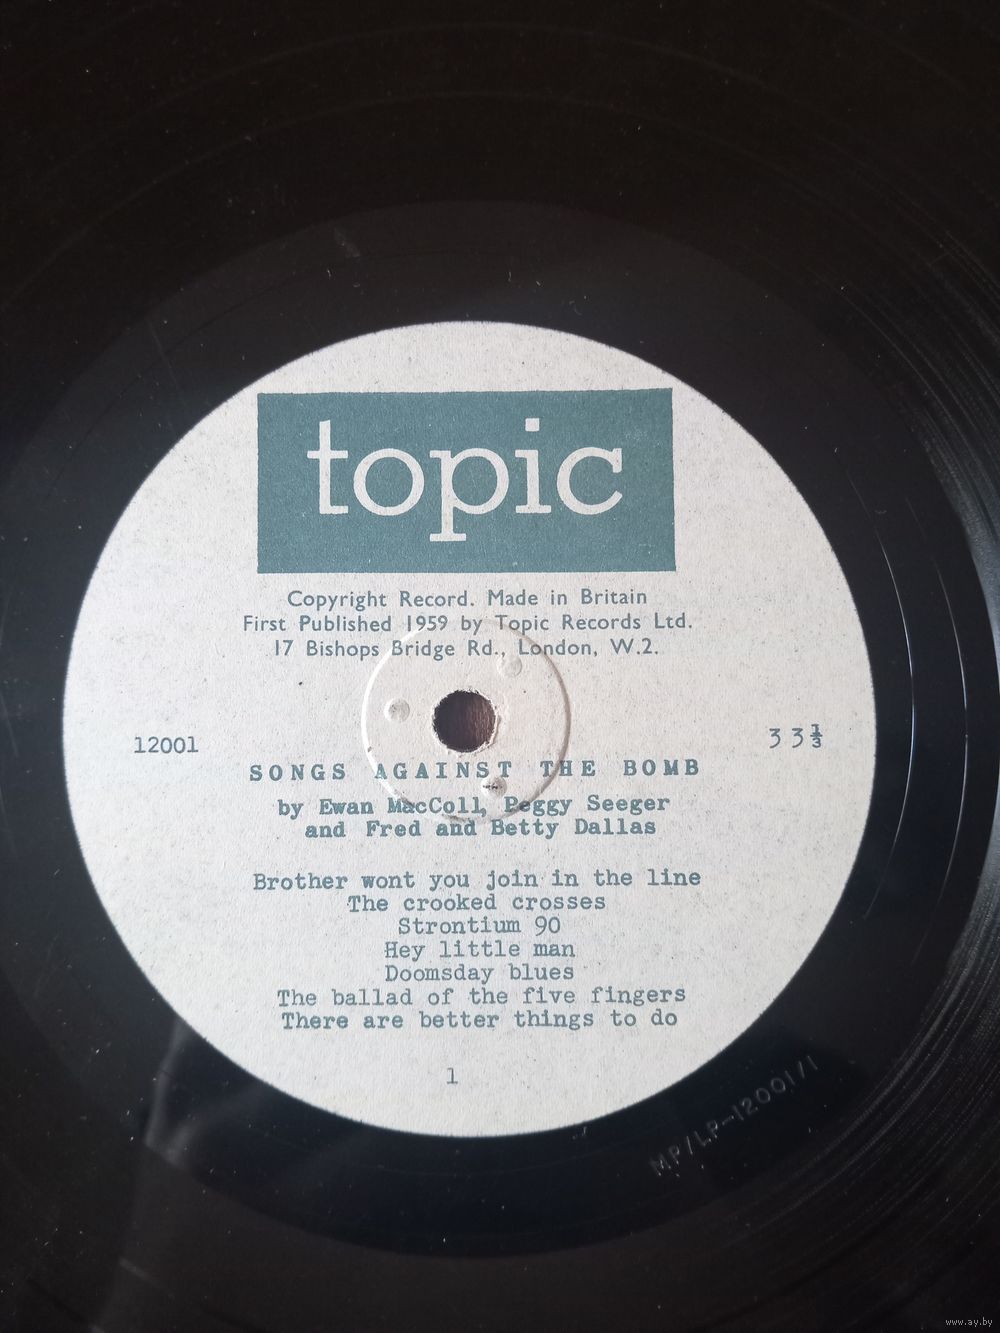 topic
Copyright Record. Made in Britain
First Published 1959 by Topic Records Ltd.
17 Bishops Bridge Rd., London, W.2.
12001
33⅓
SONGS AGAINST THE BOMB
by Ewan MacColl, Peggy Seeger
and Fred and Betty Dallas
Brother wont you join in the line
The crooked crosses
Strontium 90
Hey little man
Doomsday blues
The ballad of the five fingers
There are better things to do
1
MP/LP-12001/1
www.ay.by